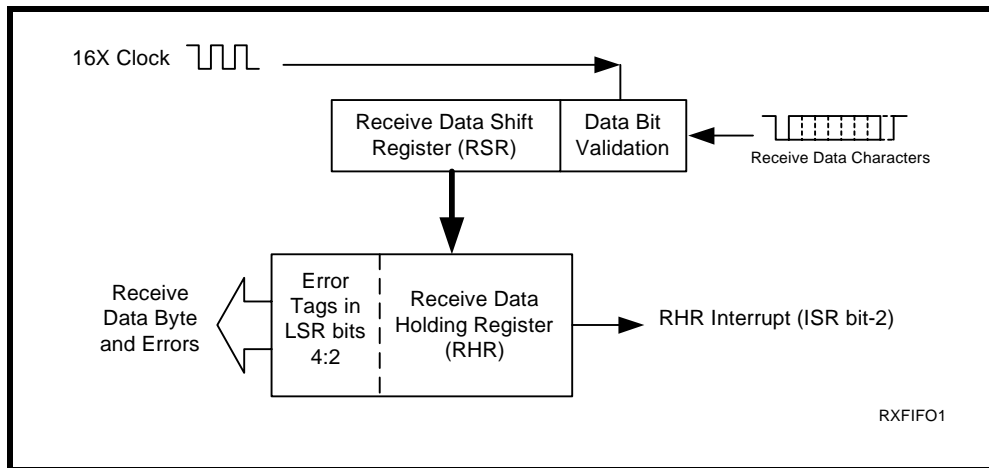 16X Clock
Receive Data Shift
Register (RSR)
Data Bit
Validation
Receive Data Characters
Receive
Data Byte
and Errors
Error
Tags in
LSR bits
4:2
Receive Data
Holding Register
(RHR)
RHR Interrupt (ISR bit-2)
RXFIFO1